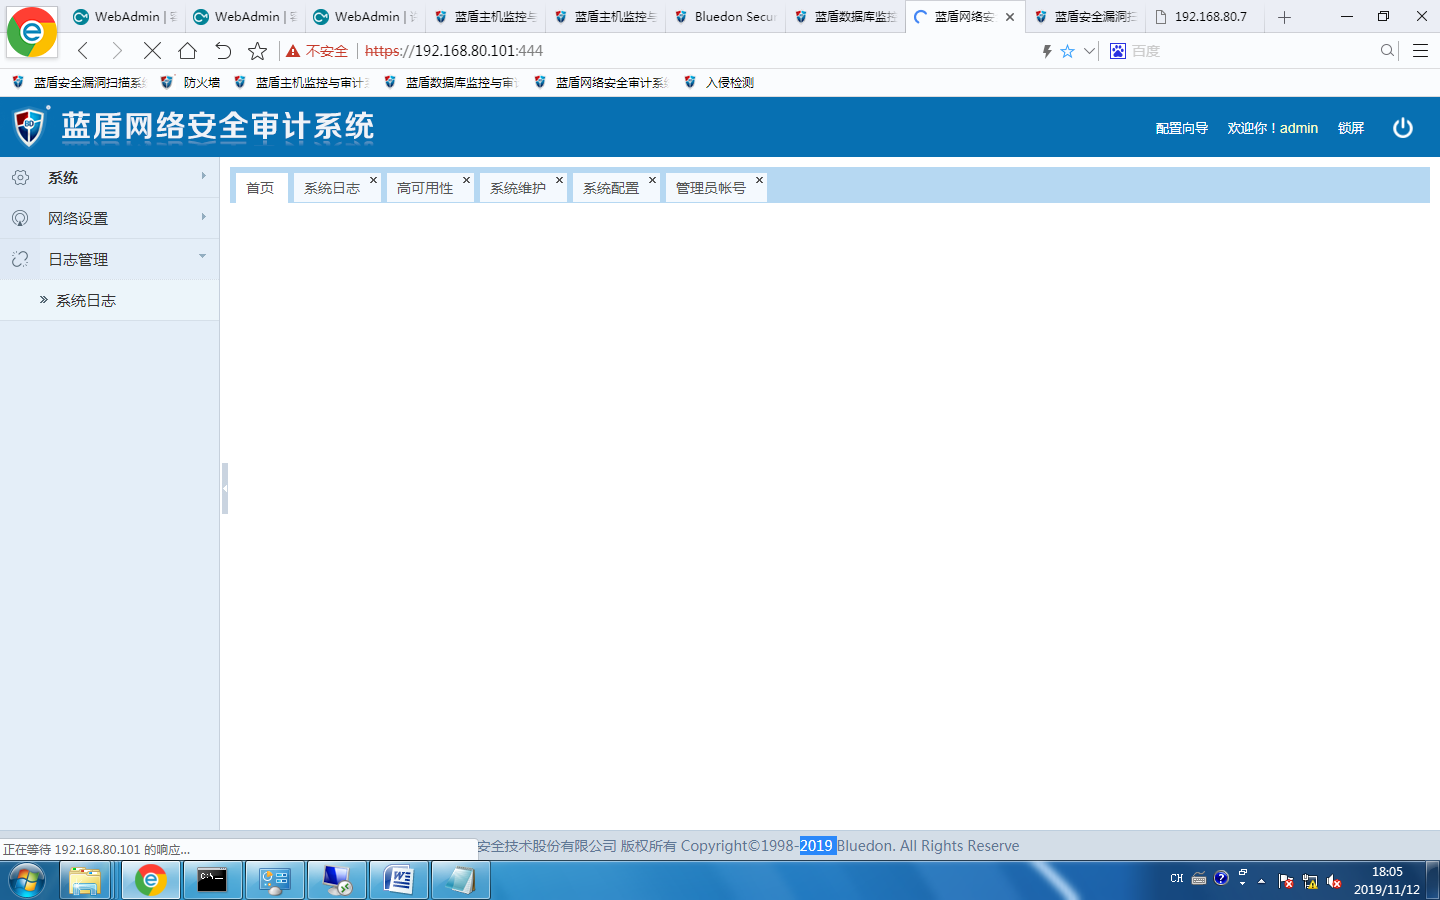 WebAdmin | 客
WebAdmin | 客
WebAdmin | 许
蓝盾主机监控与
蓝盾主机监控与
Bluedon Secur
蓝盾数据库监控
蓝盾网络安
蓝盾安全漏洞扫
192.168.80.7
不安全
https://192.168.80.101:444
百度
蓝盾安全漏洞扫描系统
防火墙
蓝盾主机监控与审计系
蓝盾数据库监控与审计
蓝盾网络安全审计系统
入侵检测
蓝盾网络安全审计系统
配置向导
欢迎你！admin
锁屏
系统
网络设置
日志管理
系统日志
首页
系统日志
高可用性
系统维护
系统配置
管理员帐号
正在等待 192.168.80.101 的响应...
安全技术股份有限公司 版权所有 Copyright©1998-2019 Bluedon. All Rights Reserve
CH
18:05
2019/11/12